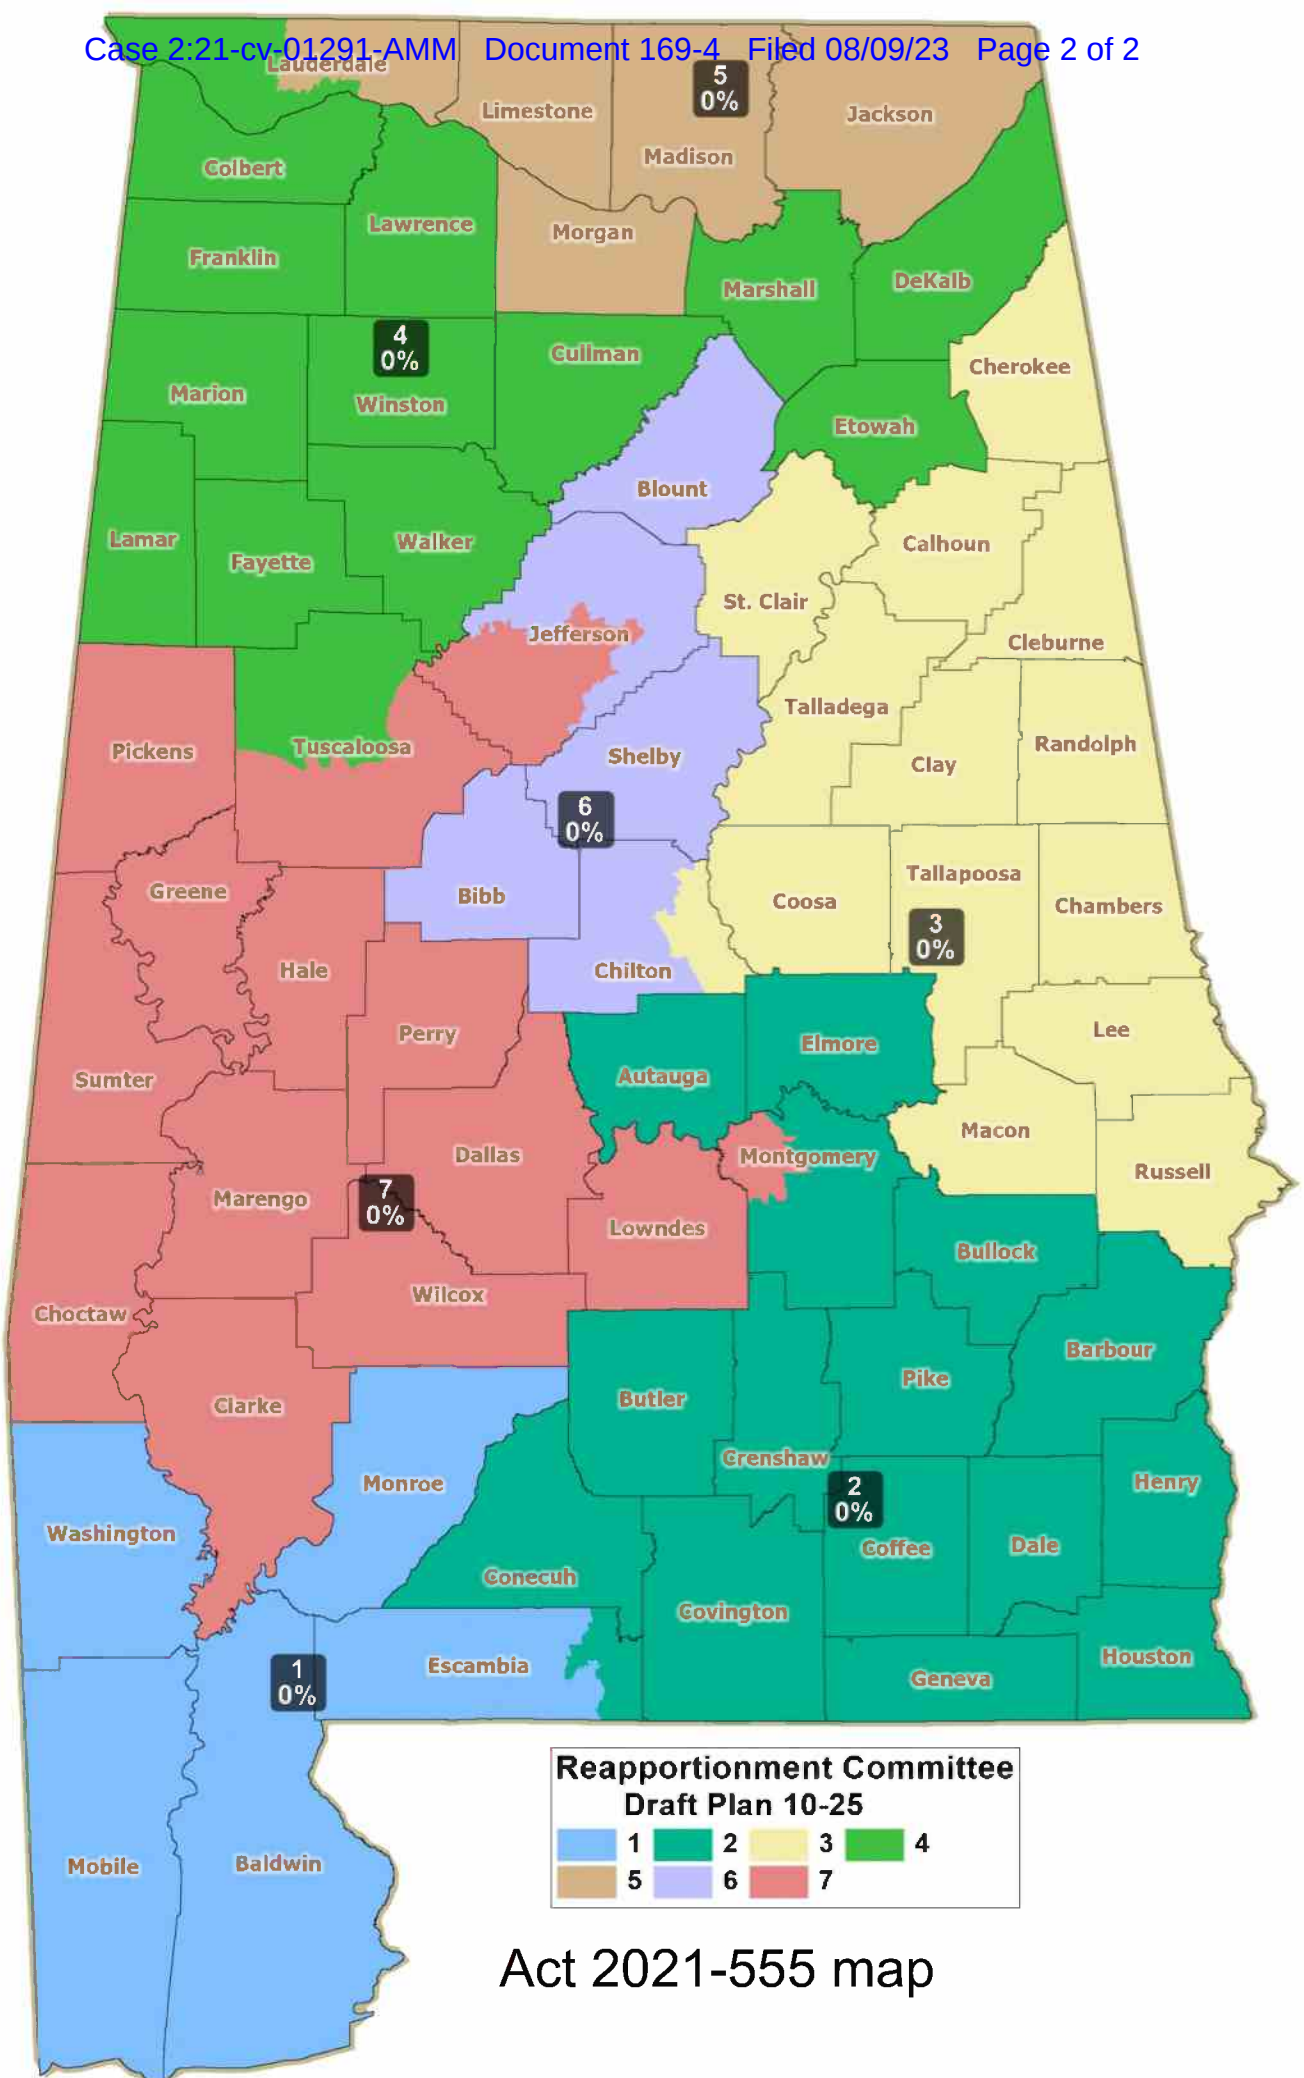 Case 2:21-cv-01291-AMM Document 169-4 Filed 08/09/23 Page 2 of 2
Lauderdale
5
0%
Limestone
Jackson
Madison
Colbert
Lawrence
Morgan
Franklin
DeKalb
Marshall
4
0%
Cullman
Cherokee
Marion
Winston
Etowah
Blount
Lamar
Walker
Calhoun
Fayette
St. Clair
Jefferson
Cleburne
Talladega
Pickens
Tuscaloosa
Shelby
Randolph
Clay
6
0%
Tallapoosa
Greene
Bibb
Coosa
Chambers
3
0%
Hale
Chilton
Perry
Lee
Elmore
Sumter
Autauga
Macon
Dallas
Montgomery
Russell
Marengo
7
0%
Lowndes
Bullock
Wilcox
Choctaw
Barbour
Pike
Clarke
Butler
Crenshaw
Monroe
Henry
2
0%
Washington
Coffee
Dale
Conecuh
Covington
Escambia
Houston
1
0%
Geneva
Reapportionment Committee
Draft Plan 10-25
1 2 3 4
5 6 7
Mobile
Baldwin
Act 2021-555 map